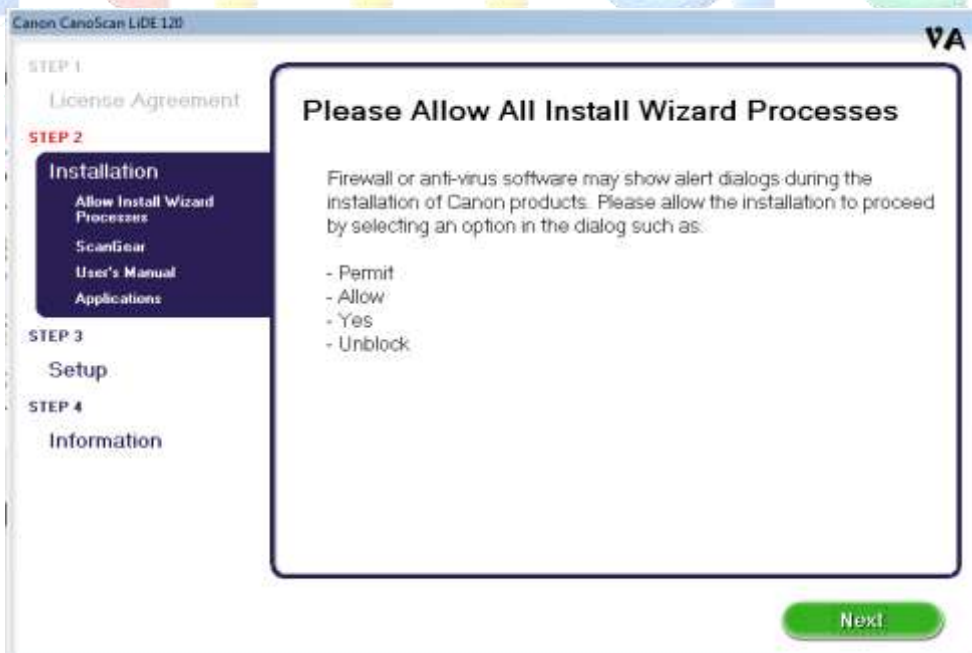 Canon CanoScan LiDE 120
VA
STEP 1
License Agreement
STEP 2
Installation
Allow Install Wizard
Processes
ScanGear
User's Manual
Applications
STEP 3
Setup
STEP 4
Information
Please Allow All Install Wizard Processes
Firewall or anti-virus software may show alert dialogs during the
installation of Canon products. Please allow the installation to proceed
by selecting an option in the dialog such as:
- Permit
- Allow
- Yes
- Unblock
Next